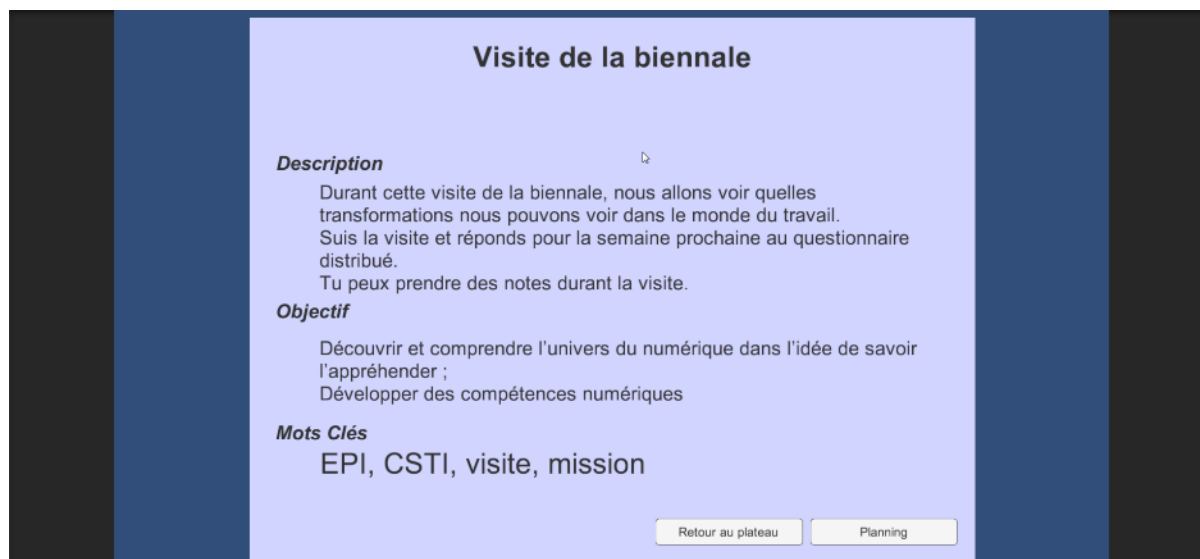 Visite de la biennale
Description
Durant cette visite de la biennale, nous allons voir quelles
transformations nous pouvons voir dans le monde du travail.
Suis la visite et réponds pour la semaine prochaine au questionnaire
distribué.
Tu peux prendre des notes durant la visite.
Objectif
Découvrir et comprendre l’univers du numérique dans l’idée de savoir
l’appréhender ;
Développer des compétences numériques
Mots Clés
EPI, CSTI, visite, mission
Retour au plateau
Planning